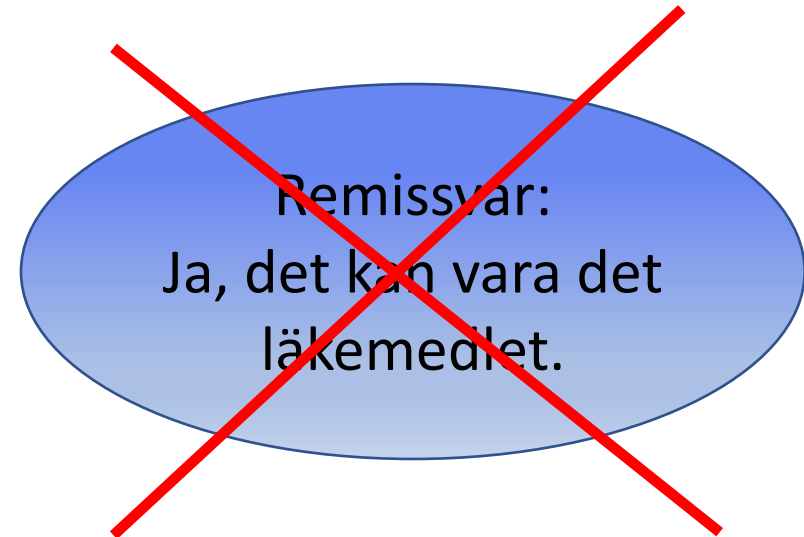 Remissvar:
Ja, det kan vara det
läkemedlet.